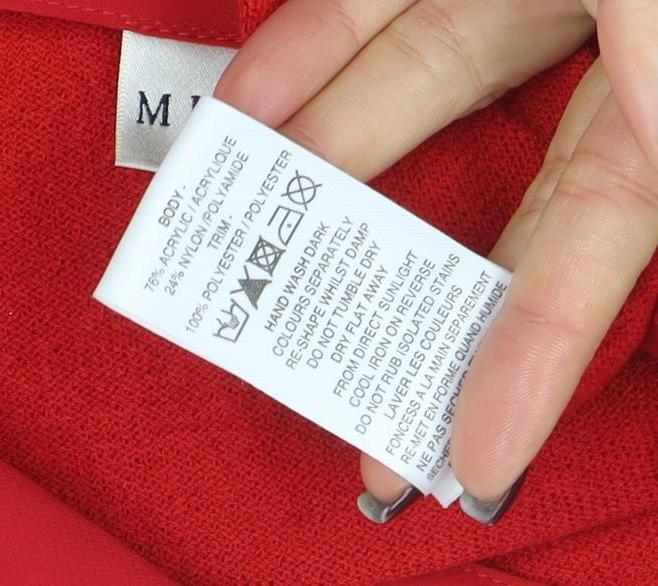 M
BODY -
76% ACRYLIC / ACRYLIQUE
24% NYLON / POLYAMIDE
TRIM -
100% POLYESTER / POLYESTER
HAND WASH DARK
COLOURS SEPARATELY
RE-SHAPE WHILST DAMP
DO NOT TUMBLE DRY
DRY FLAT AWAY
FROM DIRECT SUNLIGHT
COOL IRON ON REVERSE
DO NOT RUB ISOLATED STAINS
LAVER LES COULEURS
FONCESS A LA MAIN SEPAREMENT
RE-MET EN FORME QUAND HUMIDE
NE PAS SECHER
SECHE